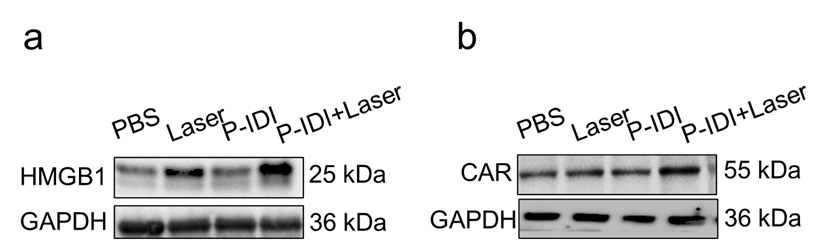 a
PBS Laser P-IDI P-IDI+Laser
HMGB1 25 kDa
GAPDH 36 kDa
b
PBS Laser P-IDI P-IDI+Laser
CAR 55 kDa
GAPDH 36 kDa